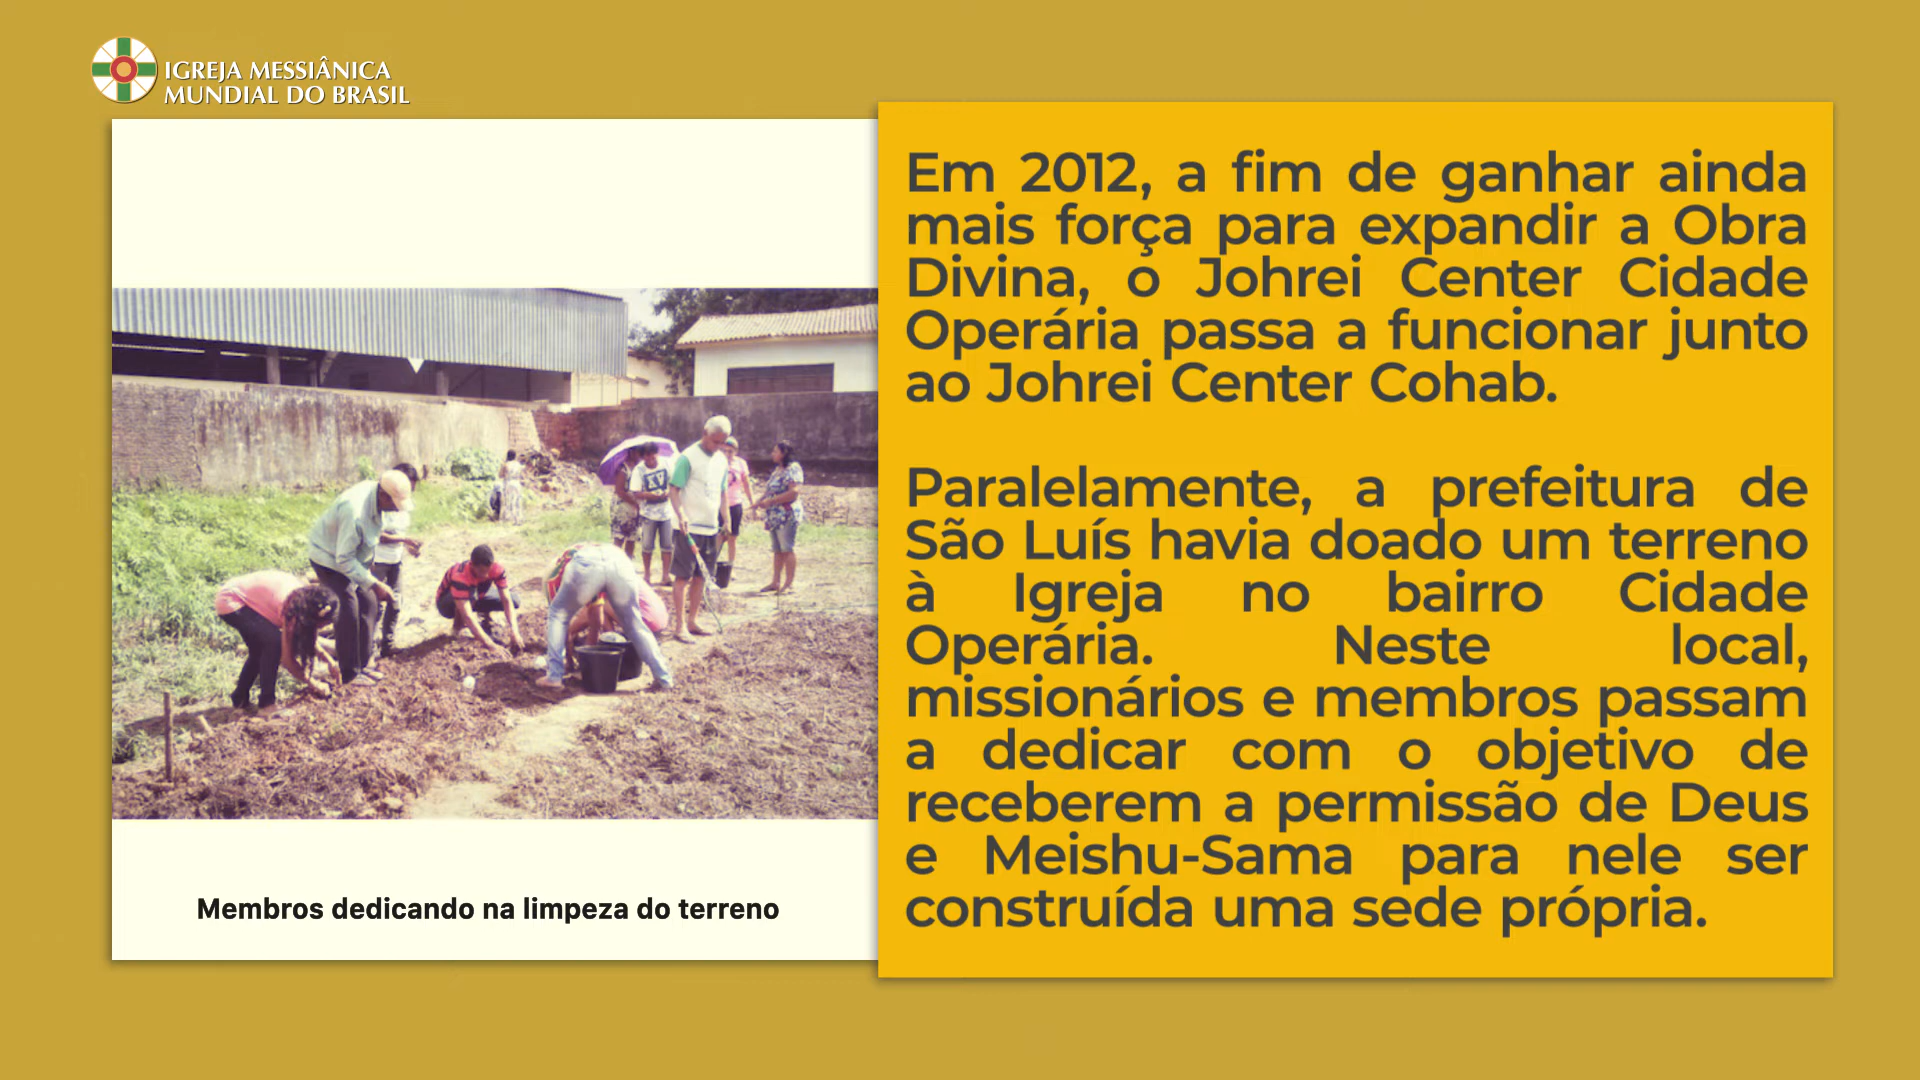 IGREJA MESSIÂNICA
MUNDIAL DO BRASIL
Em 2012, a fim de ganhar ainda
mais força para expandir a Obra
Divina, o Johrei Center Cidade
Operária passa a funcionar junto
ao Johrei Center Cohab.
Paralelamente, a prefeitura de
São Luís havia doado um terreno
à Igreja no bairro Cidade
Operária. Neste local,
missionários e membros passam
a dedicar com o objetivo de
receberem a permissão de Deus
e Meishu-Sama para nele ser
construída uma sede própria.
Membros dedicando na limpeza do terreno